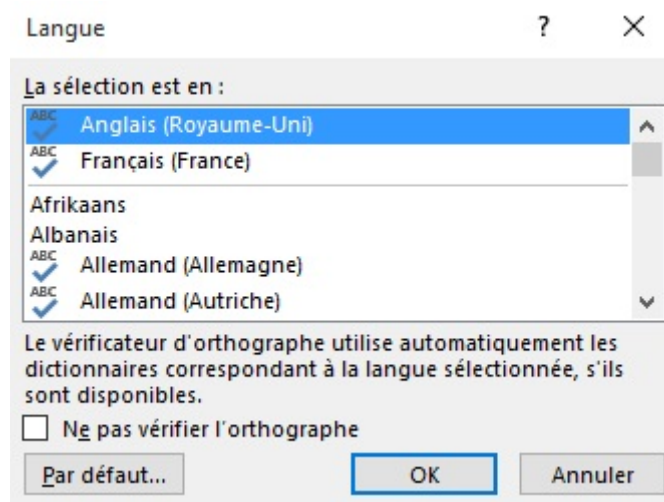 Langue ? ×
La sélection est en :
ABC Anglais (Royaume-Uni)
ABC Français (France)
Afrikaans
Albanais
ABC Allemand (Allemagne)
ABC Allemand (Autriche)
Le vérificateur d'orthographe utilise automatiquement les
dictionnaires correspondant à la langue sélectionnée, s'ils
sont disponibles.
Ne pas vérifier l'orthographe
Par défaut... OK Annuler